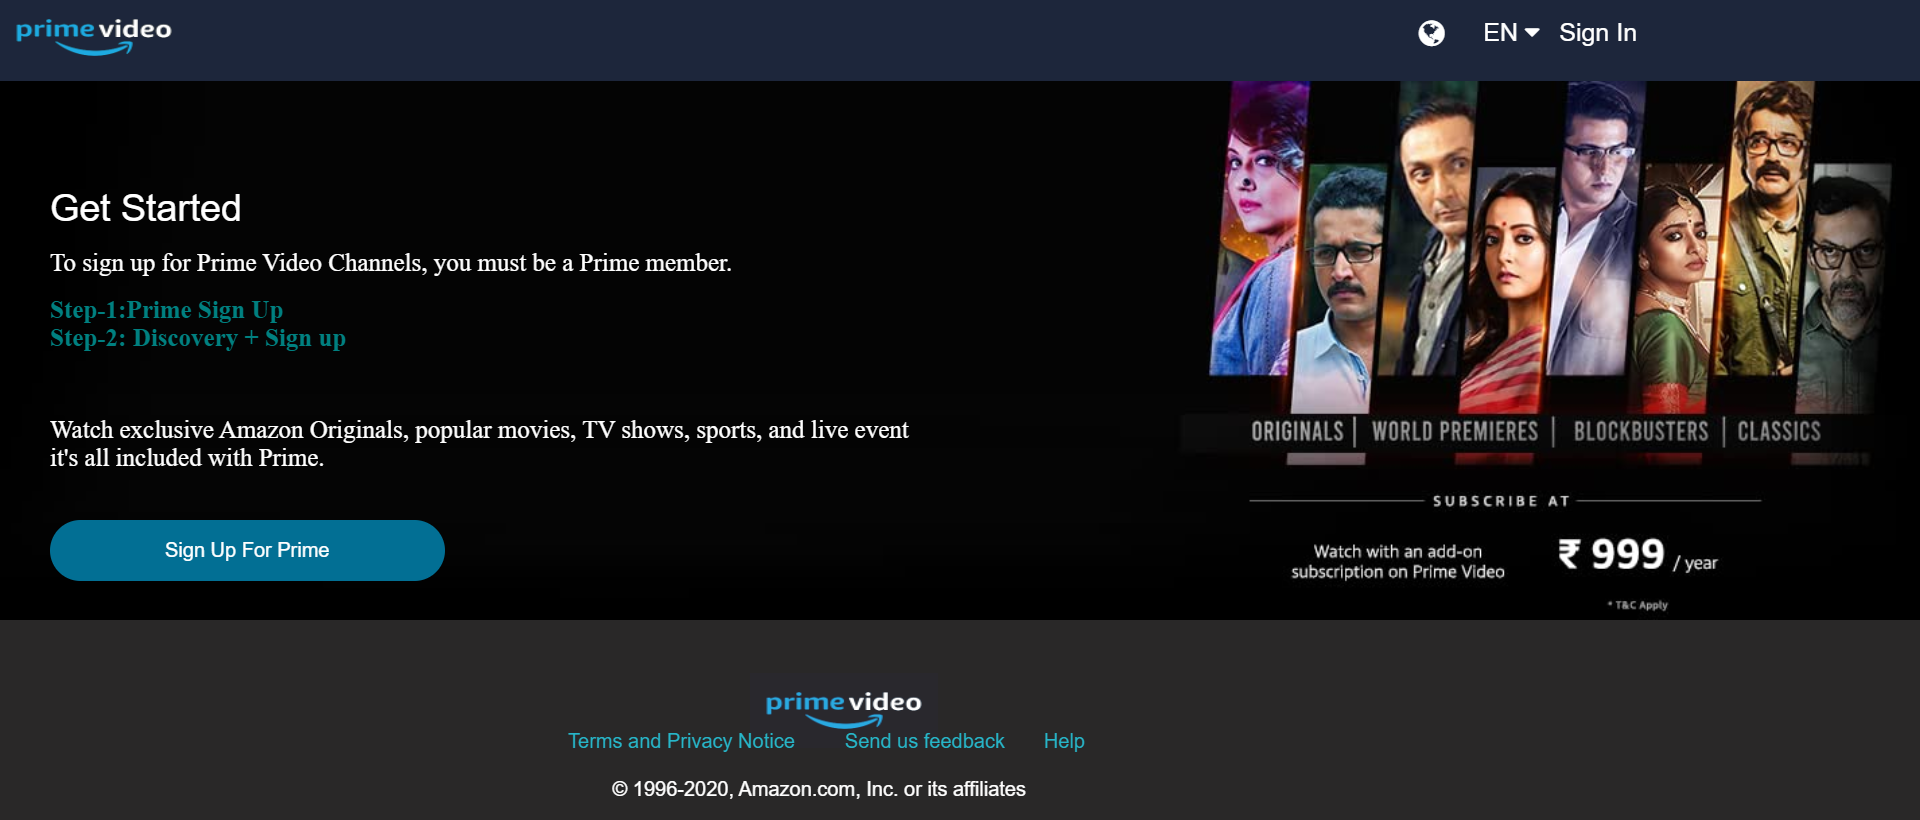 prime video
EN
Sign In
Get Started
To sign up for Prime Video Channels, you must be a Prime member.
Step-1:Prime Sign Up
Step-2: Discovery + Sign up
Watch exclusive Amazon Originals, popular movies, TV shows, sports, and live event
it's all included with Prime.
Sign Up For Prime
ORIGINALS | WORLD PREMIERES | BLOCKBUSTERS | CLASSICS
SUBSCRIBE AT
Watch with an add-on
subscription on Prime Video
₹ 999 / year
* T&C Apply
prime video
Terms and Privacy Notice
Send us feedback
Help
© 1996-2020, Amazon.com, Inc. or its affiliates